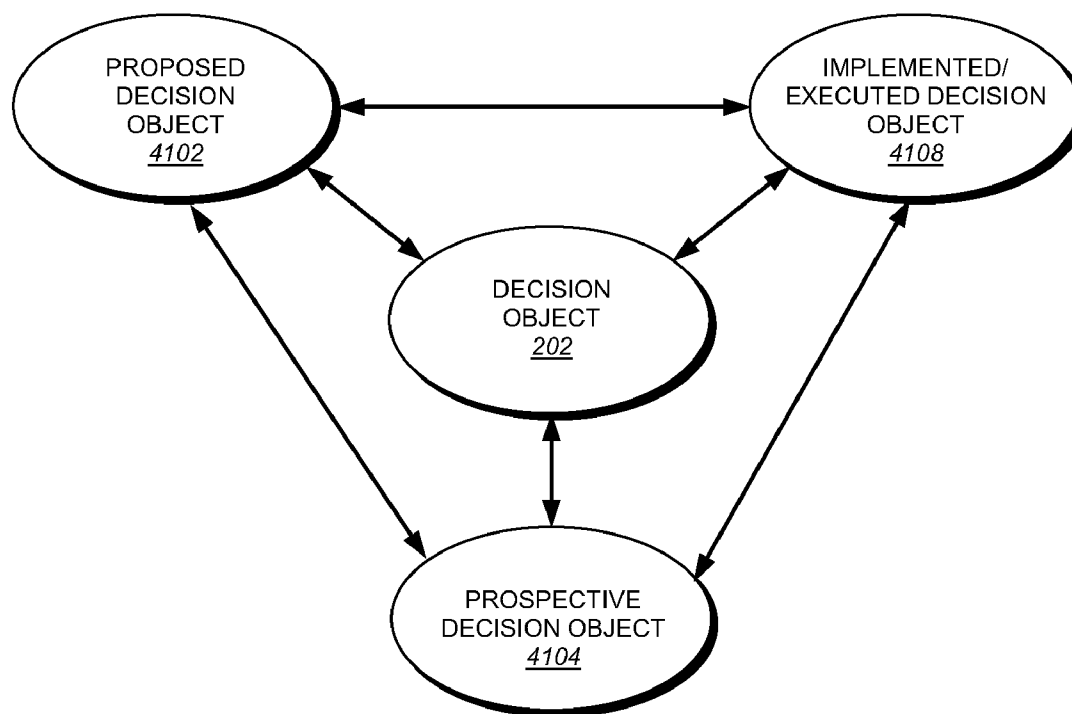 PROPOSED
DECISION
OBJECT
4102
IMPLEMENTED/
EXECUTED DECISION
OBJECT
4108
DECISION
OBJECT
202
PROSPECTIVE
DECISION OBJECT
4104